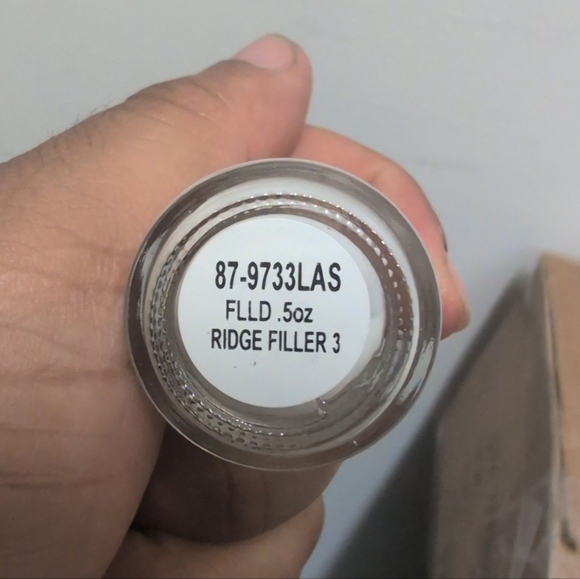 87-9733LAS
FLLD .5oz
RIDGE FILLER 3